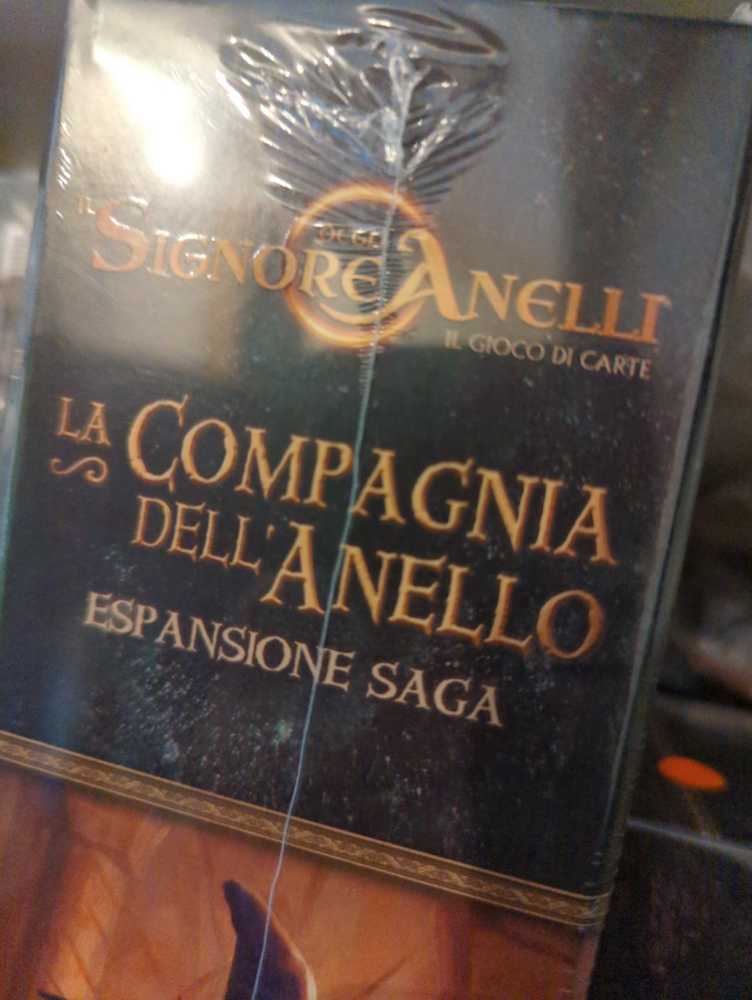 IL SIGNORE DEGLI ANELLI
IL GIOCO DI CARTE
LA COMPAGNIA
DELL'ANELLO
ESPANSIONE SAGA